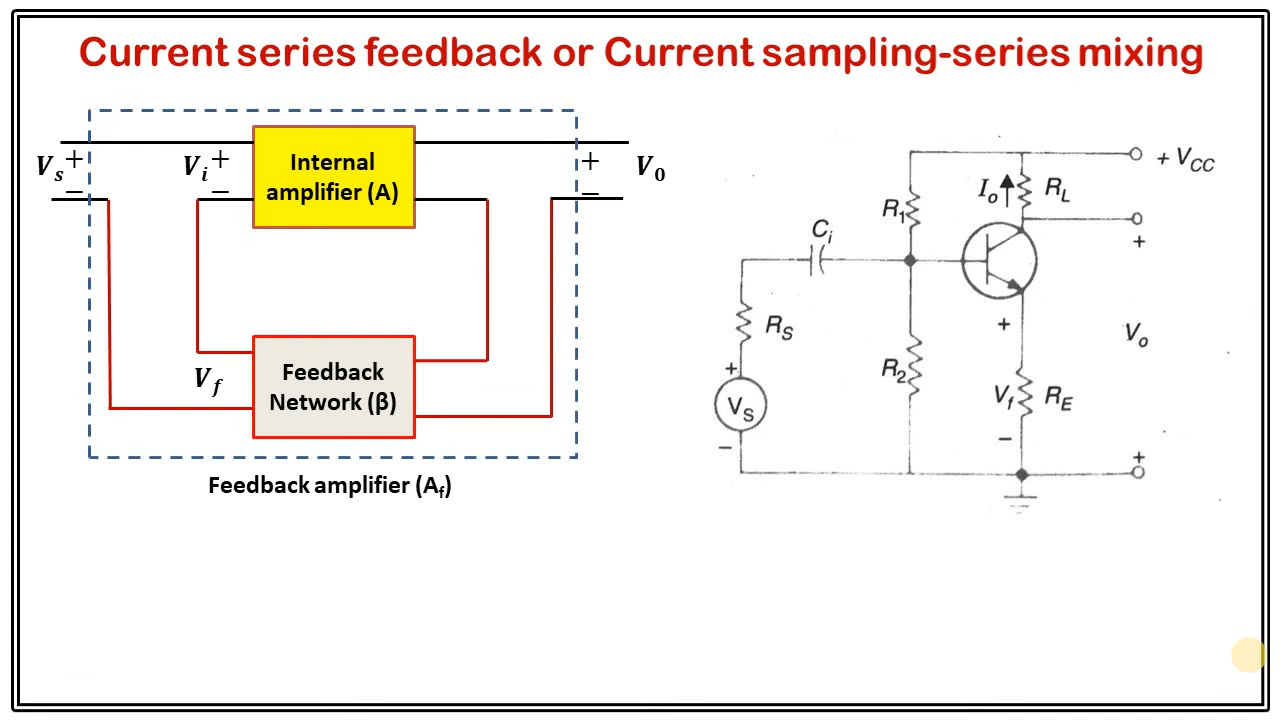 Current series feedback or Current sampling-series mixing
Vs
+
−
Vi
+
−
Internal
amplifier (A)
+
−
V0
Vf
Feedback
Network (β)
Feedback amplifier (Af)
+ VCC
Io
RL
R1
Ci
+
RS
+
Vo
R2
+
VS
−
Vf
RE
−
+